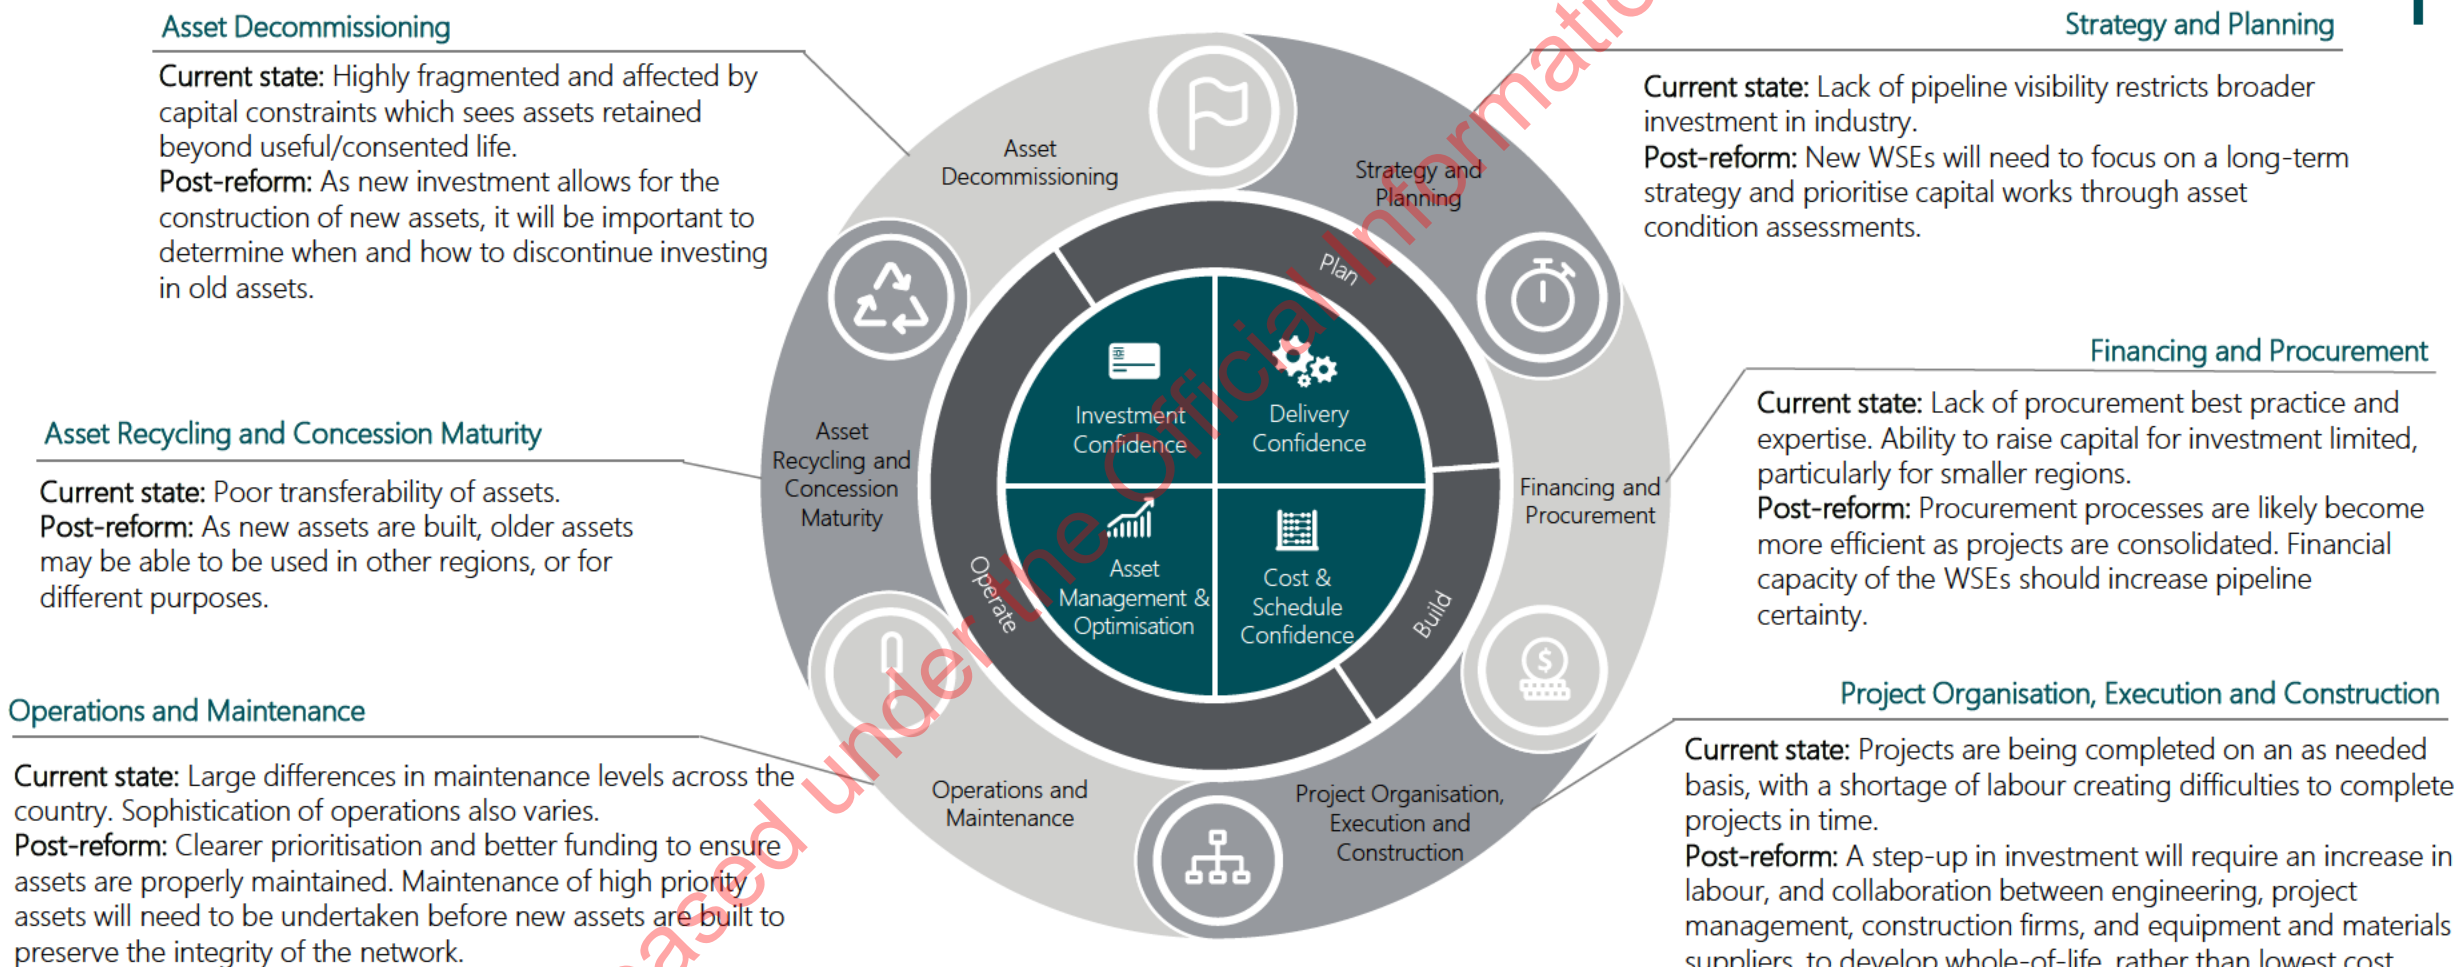 Asset Decommissioning
Current state: Highly fragmented and affected by
capital constraints which sees assets retained
beyond useful/consented life.
Post-reform: As new investment allows for the
construction of new assets, it will be important to
determine when and how to discontinue investing
in old assets.
Asset Recycling and Concession Maturity
Current state: Poor transferability of assets.
Post-reform: As new assets are built, older assets
may be able to be used in other regions, or for
different purposes.
Operations and Maintenance
Current state: Large differences in maintenance levels across the
country. Sophistication of operations also varies.
Post-reform: Clearer prioritisation and better funding to ensure
assets are properly maintained. Maintenance of high priority
assets will need to be undertaken before new assets are built to
preserve the integrity of the network.
Asset
Decommissioning
Strategy and
Planning
Asset
Recycling and
Concession
Maturity
Financing and
Procurement
Operations and
Maintenance
Project Organisation,
Execution and
Construction
Plan
Build
Operate
Investment
Confidence
Delivery
Confidence
Asset
Management &
Optimisation
Cost &
Schedule
Confidence
Strategy and Planning
Current state: Lack of pipeline visibility restricts broader
investment in industry.
Post-reform: New WSEs will need to focus on a long-term
strategy and prioritise capital works through asset
condition assessments.
Financing and Procurement
Current state: Lack of procurement best practice and
expertise. Ability to raise capital for investment limited,
particularly for smaller regions.
Post-reform: Procurement processes are likely become
more efficient as projects are consolidated. Financial
capacity of the WSEs should increase pipeline
certainty.
Project Organisation, Execution and Construction
Current state: Projects are being completed on an as needed
basis, with a shortage of labour creating difficulties to complete
projects in time.
Post-reform: A step-up in investment will require an increase in
labour, and collaboration between engineering, project
management, construction firms, and equipment and materials
suppliers, to develop whole-of-life, rather than lowest cost
under the Official